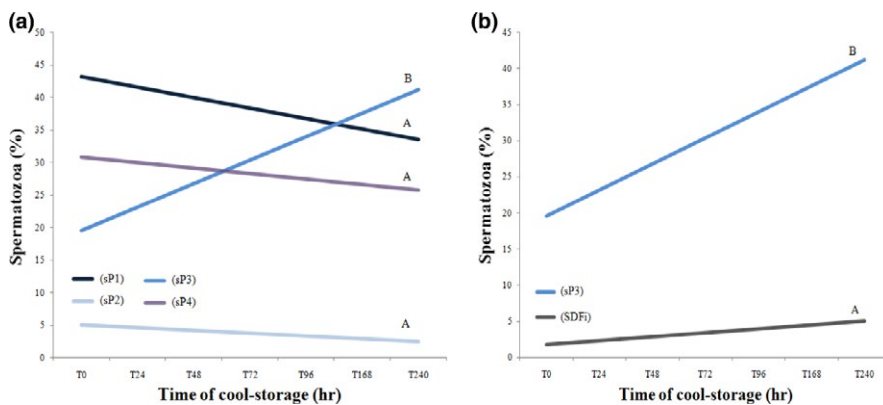 (a)
50
45
40
35
30
25
20
15
10
5
0
Spermatozoa (%)
B
A
A
A
(sP1)
(sP3)
(sP2)
(sP4)
T0 T24 T48 T72 T96 T168 T240
Time of cool-storage (hr)
(b)
45
40
35
30
25
20
15
10
5
0
Spermatozoa (%)
B
A
(sP3)
(SDFi)
T0 T24 T48 T72 T96 T168 T240
Time of cool-storage (hr)